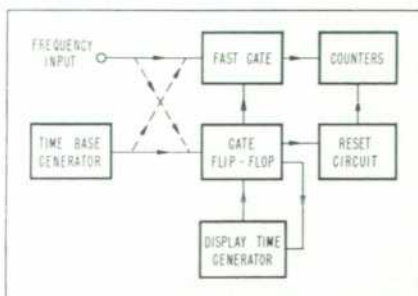 FREQUENCY
INPUT
FAST GATE
COUNTERS
TIME BASE
GENERATOR
GATE
FLIP-FLOP
RESET
CIRCUIT
DISPLAY TIME
GENERATOR